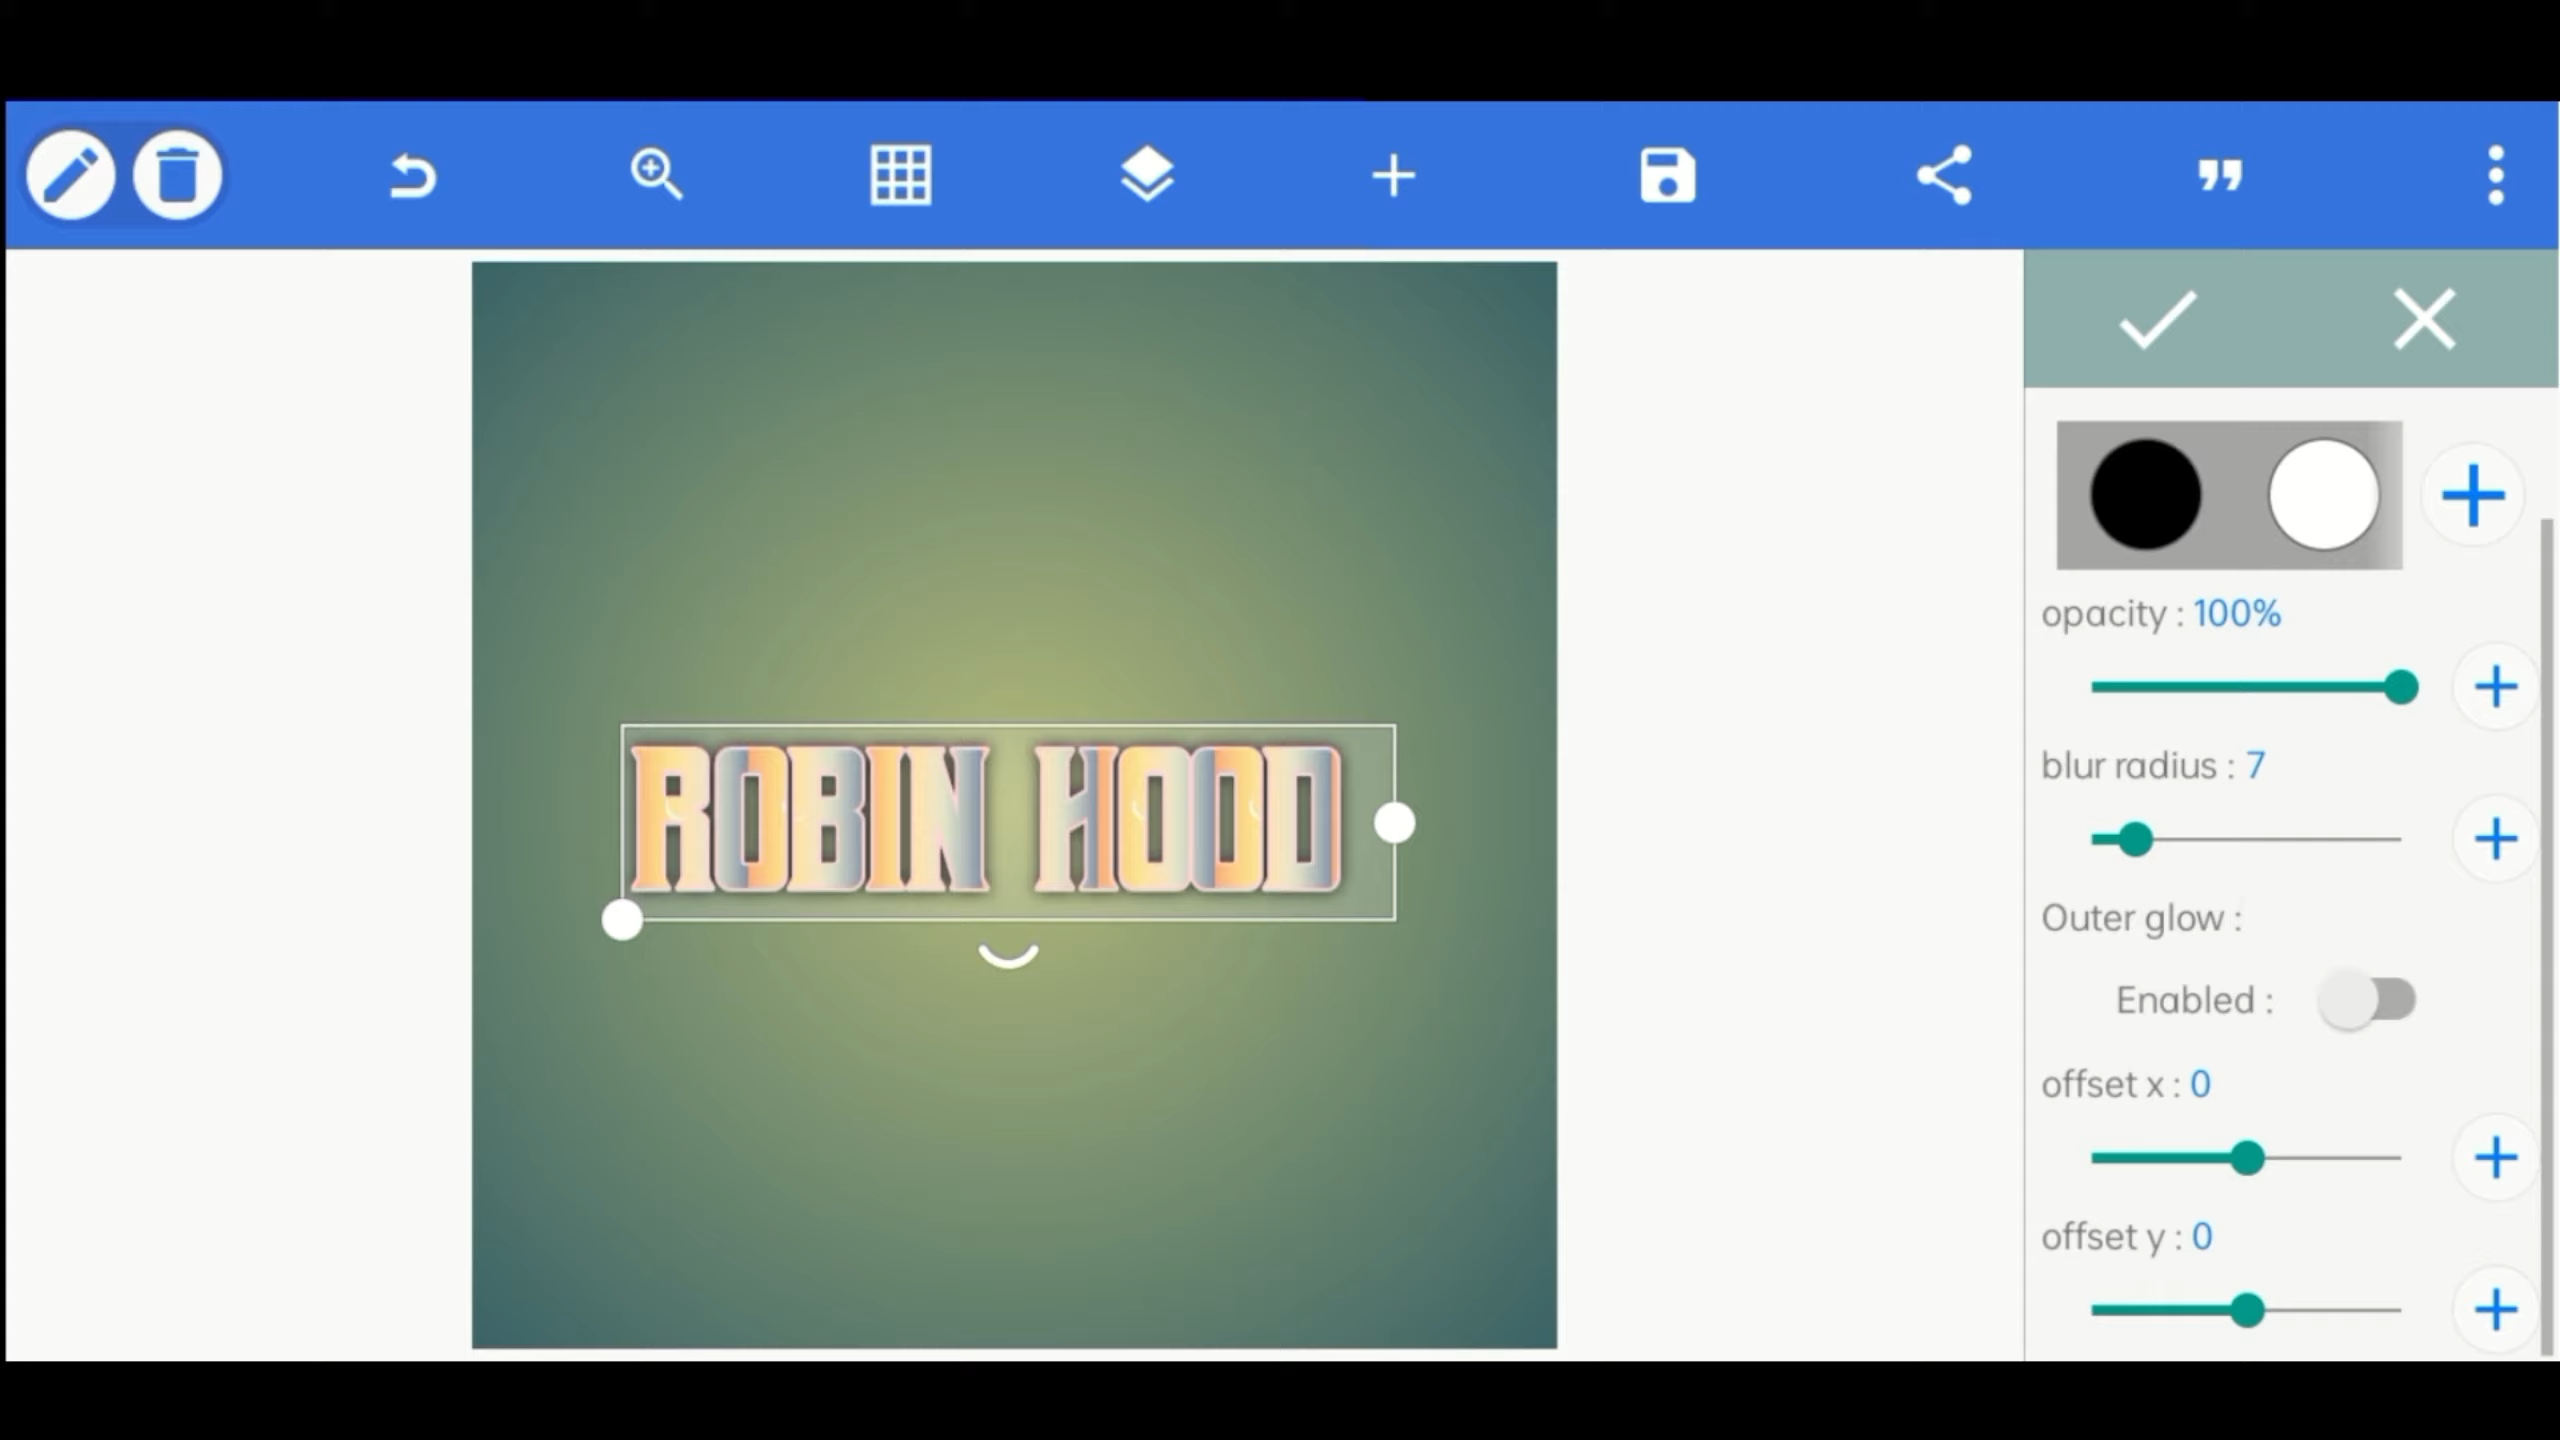 ROBIN HOOD
opacity : 100%
blur radius : 7
Outer glow :
Enabled :
offset x : 0
offset y : 0